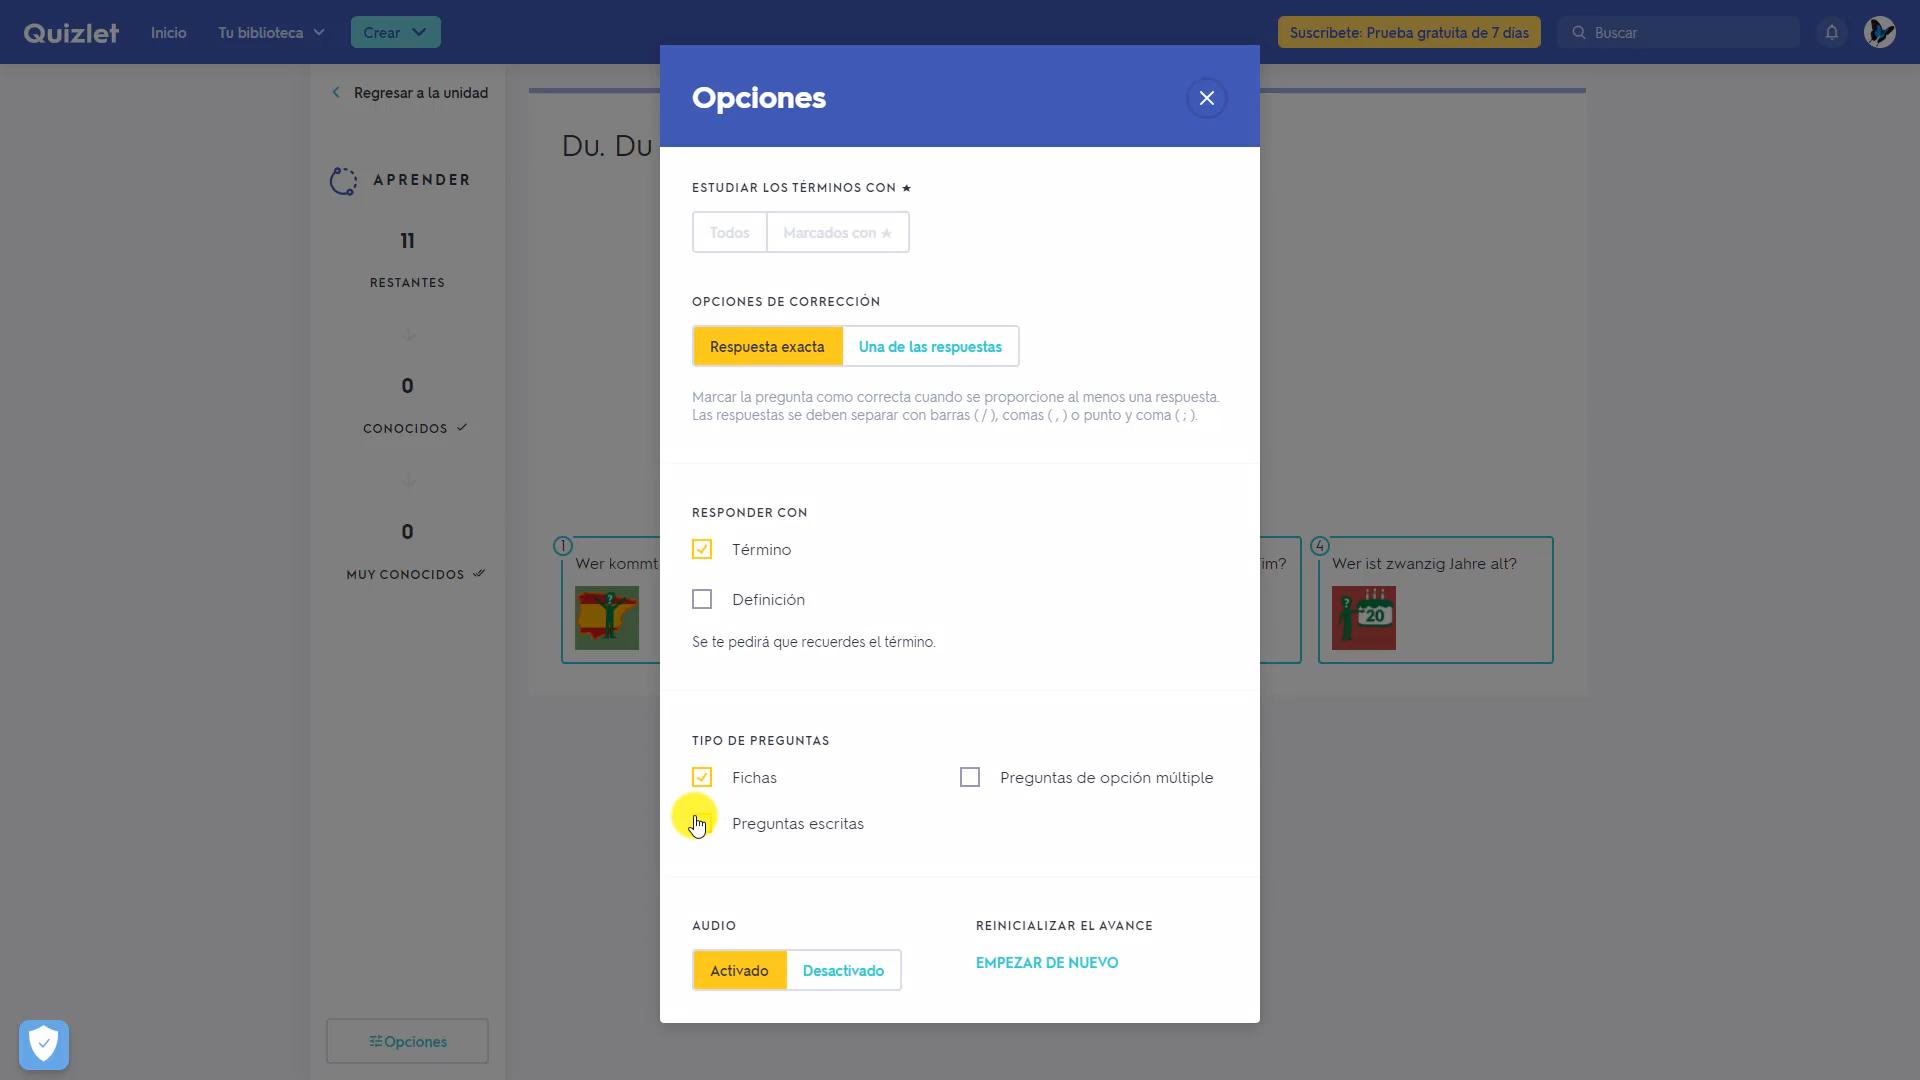 Quizlet
Inicio
Tu biblioteca
Crear
Suscríbete: Prueba gratuita de 7 días
Buscar
Regresar a la unidad
APRENDER
11
RESTANTES
0
CONOCIDOS
0
MUY CONOCIDOS
Opciones
Du. Du
Opciones
ESTUDIAR LOS TÉRMINOS CON ★
Todos
Marcados con ★
OPCIONES DE CORRECCIÓN
Respuesta exacta
Una de las respuestas
Marcar la pregunta como correcta cuando se proporcione al menos una respuesta.
Las respuestas se deben separar con barras ( / ), comas ( , ) o punto y coma ( ; ).
RESPONDER CON
Término
Definición
Se te pedirá que recuerdes el término.
TIPO DE PREGUNTAS
Fichas
Preguntas de opción múltiple
Preguntas escritas
AUDIO
Activado
Desactivado
REINICIALIZAR EL AVANCE
EMPEZAR DE NUEVO
1
Wer kommt
?
im?
4
Wer ist zwanzig Jahre alt?
?
20